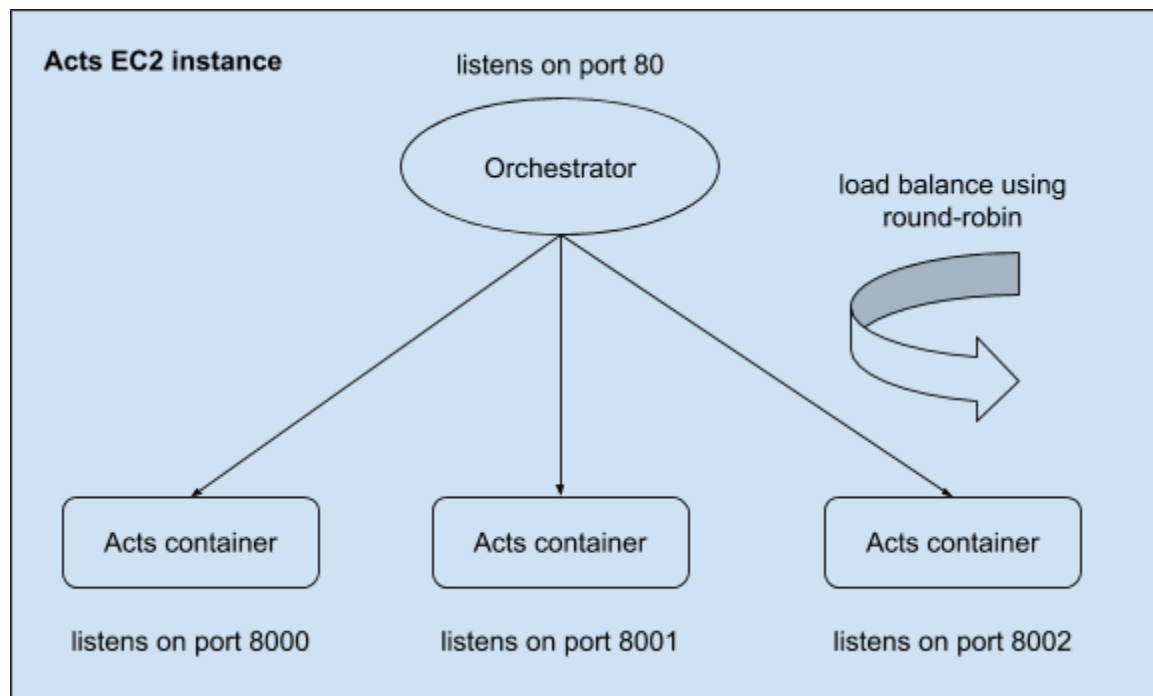 Acts EC2 instance
listens on port 80
Orchestrator
load balance using
round-robin
Acts container
Acts container
Acts container
listens on port 8000
listens on port 8001
listens on port 8002